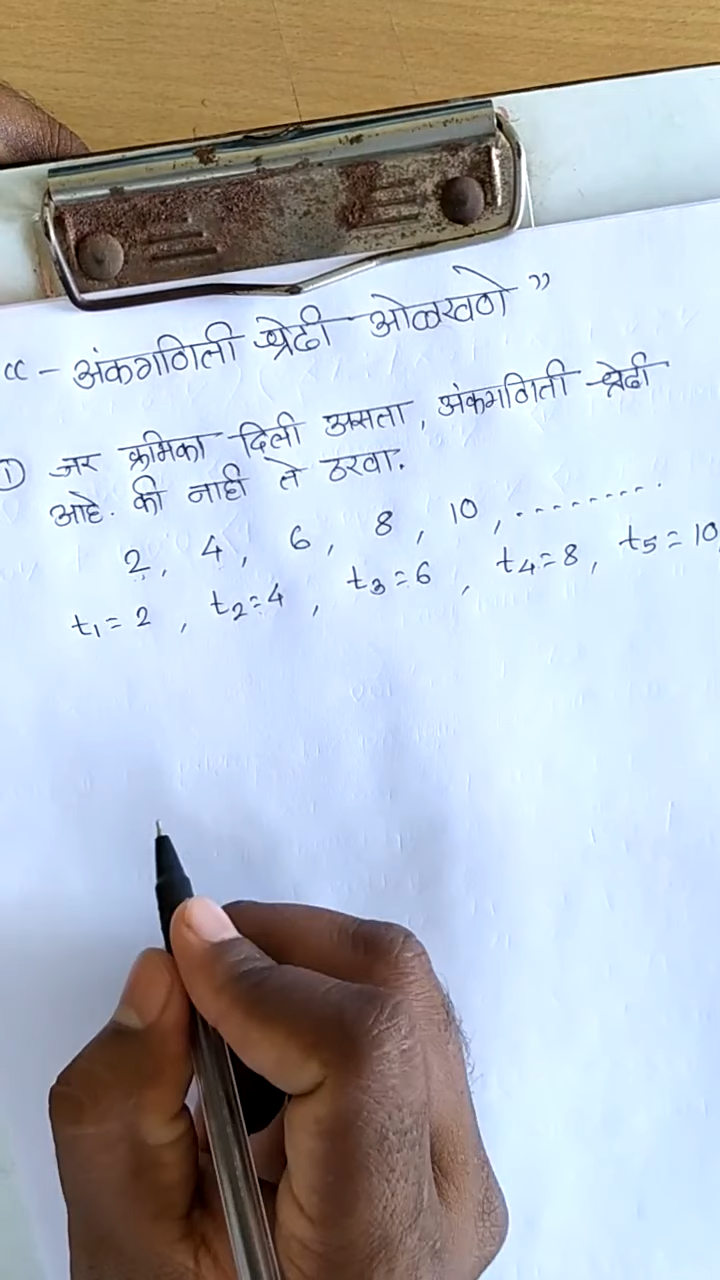 “ - अंकगणिती श्रेढी ओळखणे ”
① जर क्रमिका दिली असता, अंकगणिती श्रेढी
आहे. की नाही ते ठरवा.
2, 4, 6, 8, 10, .........
t₁ = 2 , t₂=4 , t₃=6 , t₄=8, t₅=10,